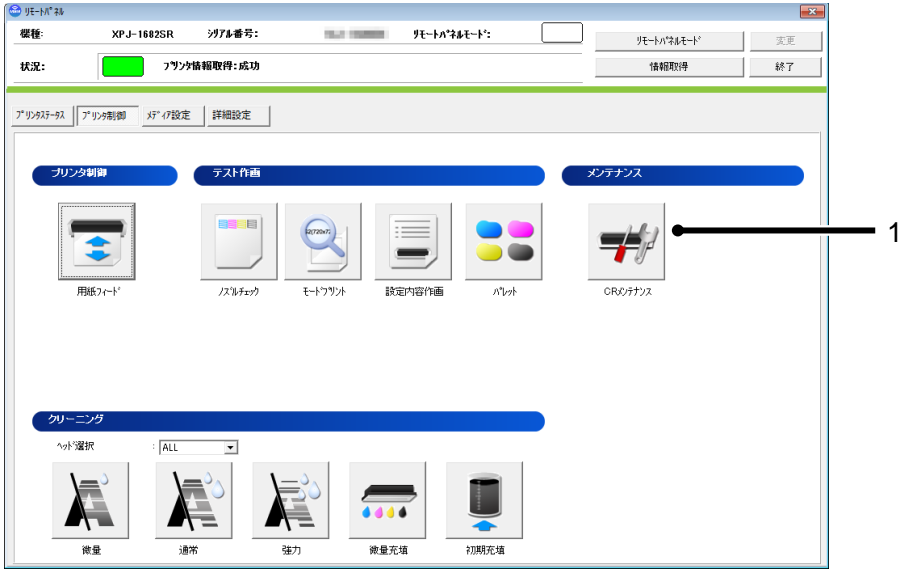 リモートパネル
機種: XPJ-1682SR シリアル番号: リモートパネルモード:
リモートパネルモード 変更
状況: プリンタ情報取得:成功
情報取得 終了
プリンタステータス プリンタ制御 メディア設定 詳細設定
プリンタ制御 テスト作画 メンテナンス
1
用紙フィード ノズルチェック モードプリント 設定内容作画 パレット CRメンテナンス
クリーニング
ヘッド選択 : ALL
微量 通常 強力 微量充填 初期充填